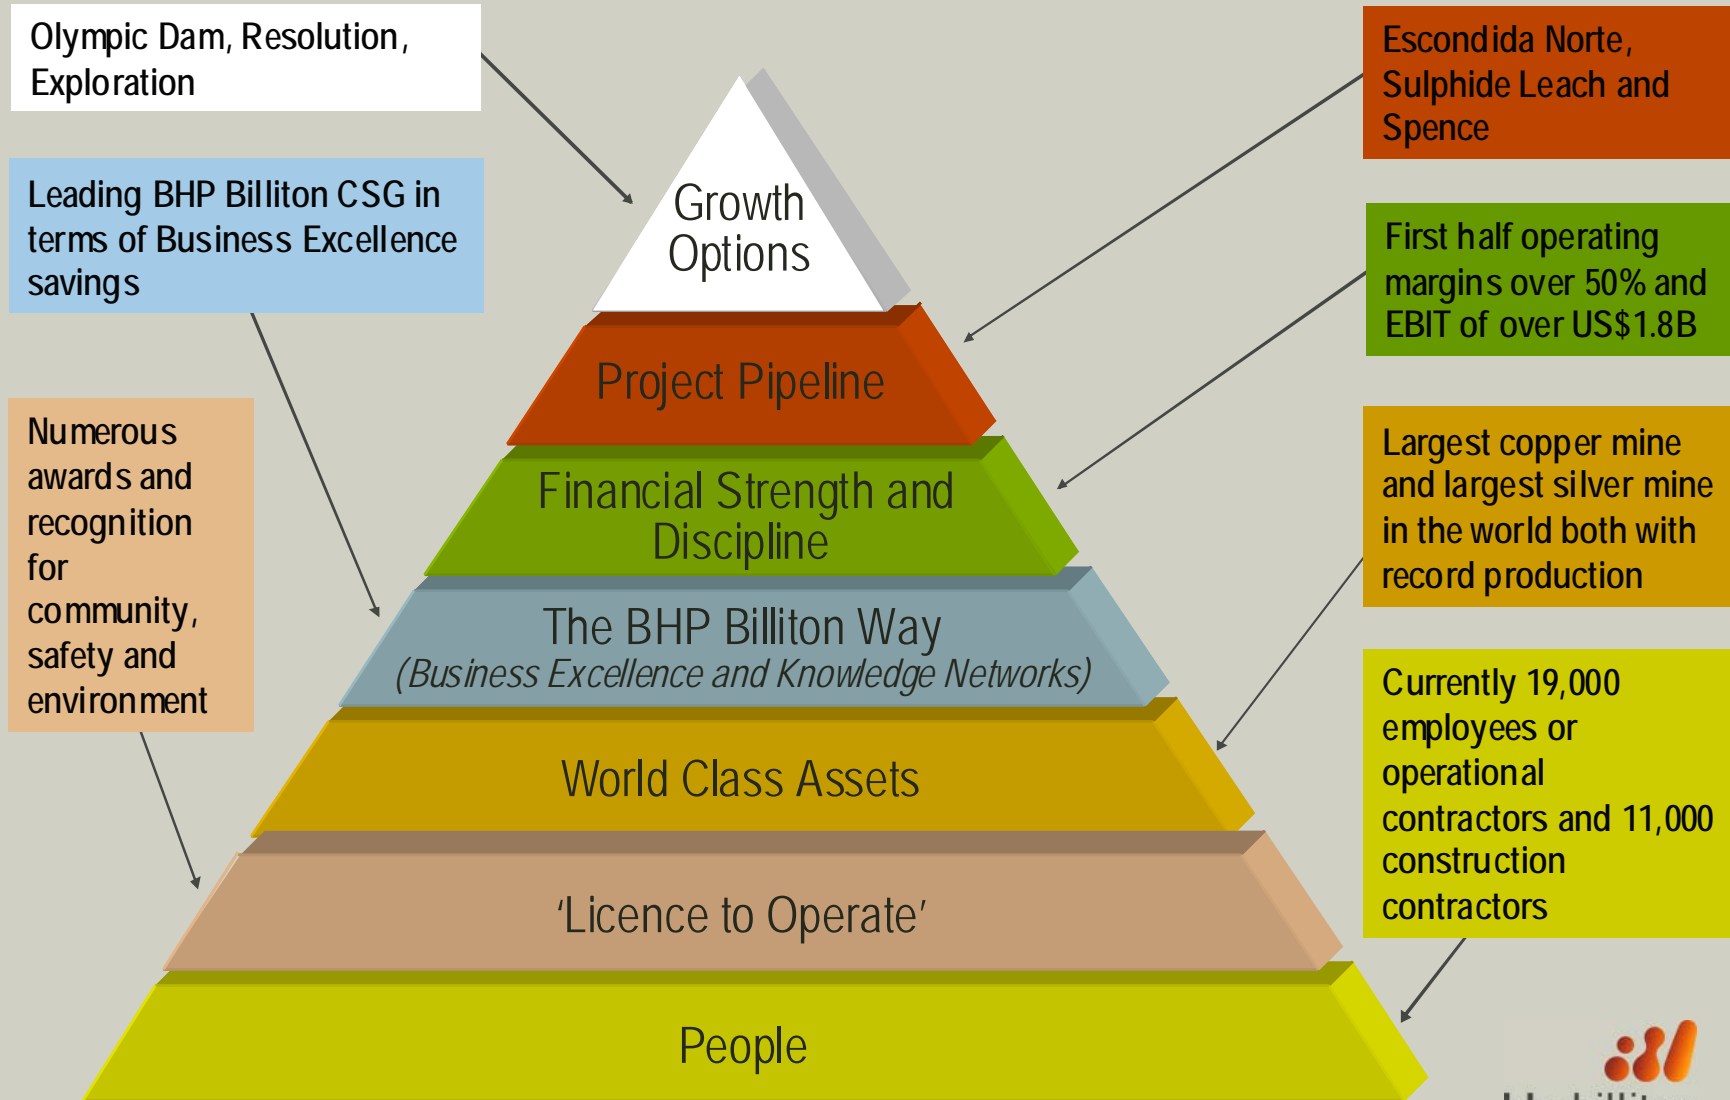 Olympic Dam, Resolution,
Exploration
Leading BHP Billiton CSG in
terms of Business Excellence
savings
Numerous
awards and
recognition
for
community,
safety and
environment
Growth
Options
Project Pipeline
Financial Strength and
Discipline
The BHP Billiton Way
(Business Excellence and Knowledge Networks)
World Class Assets
‘Licence to Operate’
People
Escondida Norte,
Sulphide Leach and
Spence
First half operating
margins over 50% and
EBIT of over US$1.8B
Largest copper mine
and largest silver mine
in the world both with
record production
Currently 19,000
employees or
operational
contractors and 11,000
construction
contractors